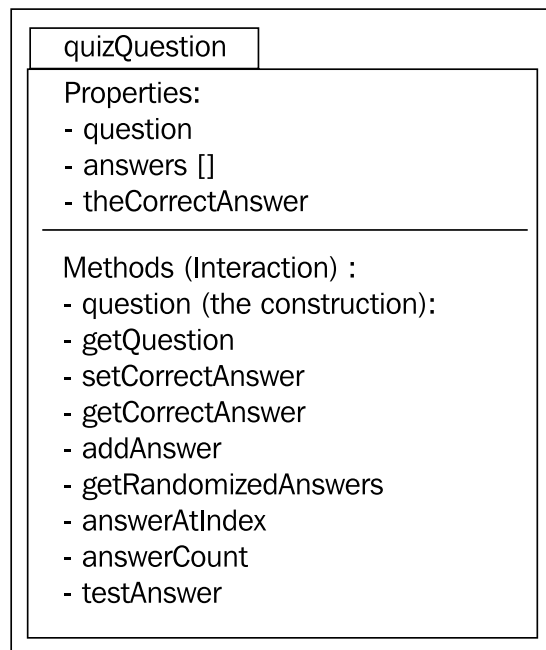 quizQuestion
Properties:
- question
- answers []
- theCorrectAnswer
Methods (Interaction) :
- question (the construction):
- getQuestion
- setCorrectAnswer
- getCorrectAnswer
- addAnswer
- getRandomizedAnswers
- answerAtIndex
- answerCount
- testAnswer